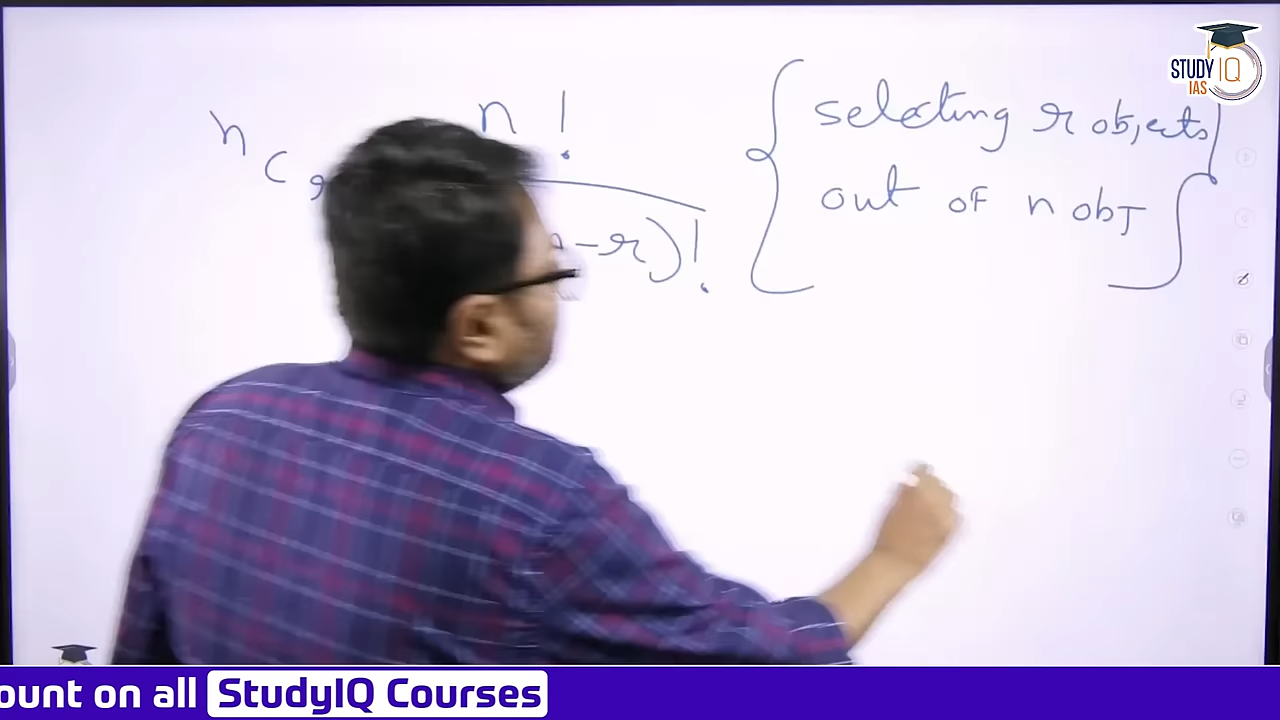 n C r n!
-r)!
selecting r objects
out of n obj
STUDY IQ
IAS
ount on all StudyIQ Courses